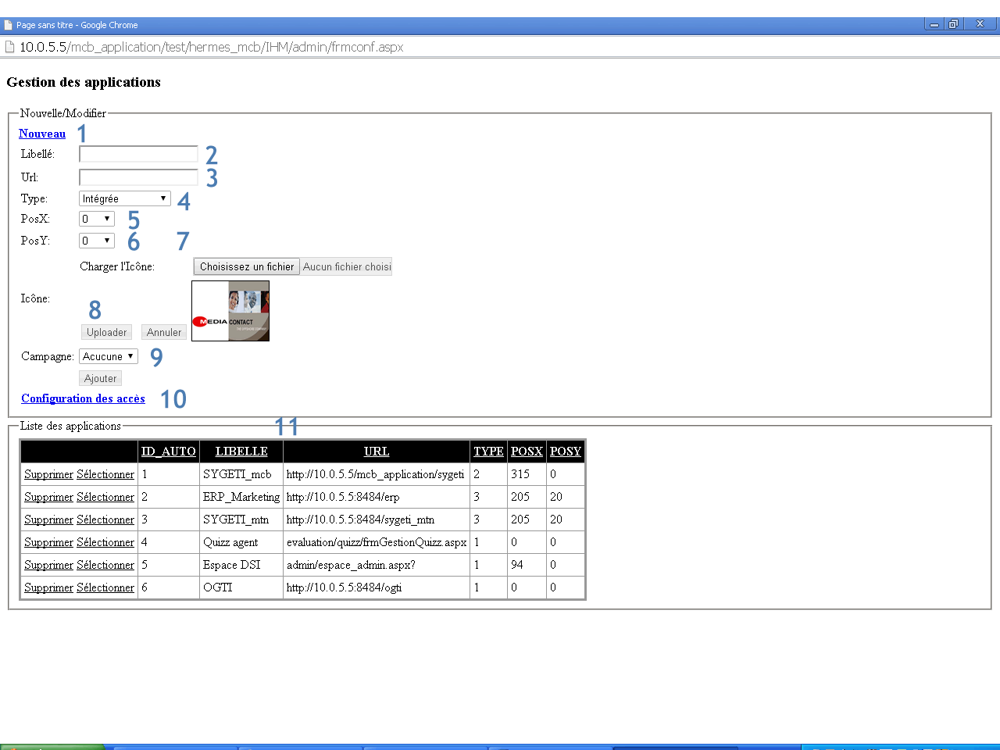 Page sans titre - Google Chrome
10.0.5.5/mcb_application/test/hermes_mcb/IHM/admin/frmconf.aspx
Gestion des applications
Nouvelle/Modifier
Nouveau 1
Libellé: 2
Url: 3
Type: Intégrée 4
PosX: 0 5
PosY: 0 6 7
Charger l'Icône: Choisissez un fichier Aucun fichier choisi
Icône:
MEDIA CONTACT
8
Uploader Annuler
Campagne: Acucune 9
Ajouter
Configuration des accès 10
Liste des applications 11
ID_AUTO LIBELLE URL TYPE POSX POSY
Supprimer Sélectionner 1 SYGETI_mcb http://10.0.5.5/mcb_application/sygeti 2 315 0
Supprimer Sélectionner 2 ERP_Marketing http://10.0.5.5:8484/erp 3 205 20
Supprimer Sélectionner 3 SYGETI_mtn http://10.0.5.5:8484/sygeti_mtn 3 205 20
Supprimer Sélectionner 4 Quizz agent evaluation/quizz/frmGestionQuizz.aspx 1 0 0
Supprimer Sélectionner 5 Espace DSI admin/espace_admin.aspx? 1 94 0
Supprimer Sélectionner 6 OGTI http://10.0.5.5:8484/ogti 1 0 0